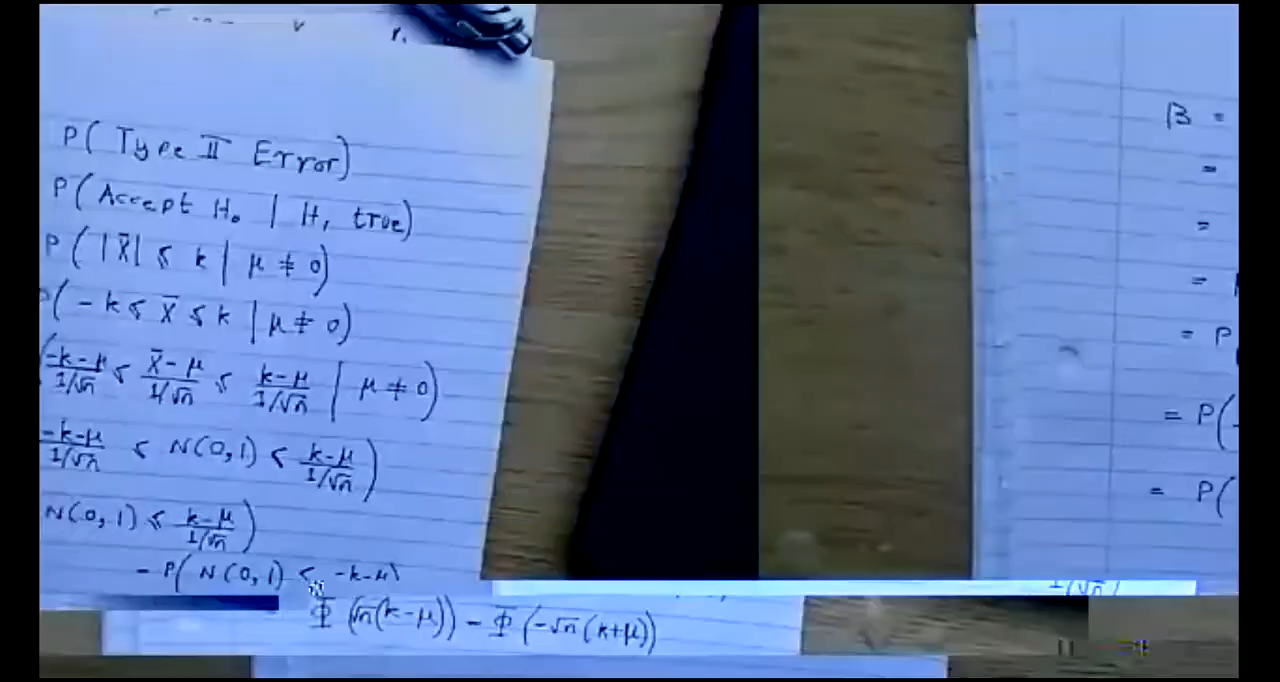 P( Type II Error)
P( Accept H₀ | H₁ true)
P( |X̄| ≤ k | μ ≠ 0)
P( -k ≤ X̄ ≤ k | μ ≠ 0)
(-k-μ)/(1/√n) ≤ (X̄-μ)/(1/√n) ≤ (k-μ)/(1/√n) | μ ≠ 0)
(-k-μ)/(1/√n) ≤ N(0,1) ≤ (k-μ)/(1/√n) )
N(0,1) ≤ (k-μ)/(1/√n) )
- P( N(0,1) ≤ -k-μ)
Φ (√n(k-μ)) - Φ (-√n(k+μ))
β =
=
=
=
= P
= P(
= P(